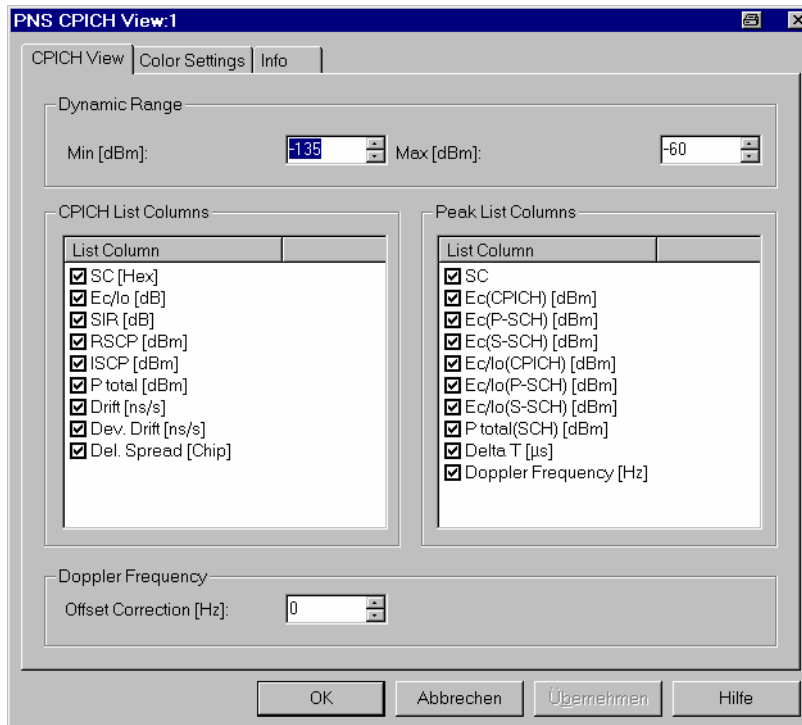 PNS CPICH View:1
CPICH View Color Settings Info
Dynamic Range
Min [dBm]: -135 Max [dBm]: -60
CPICH List Columns
List Column
SC [Hex]
Ec/Io [dB]
SIR [dB]
RSCP [dBm]
ISCP [dBm]
P total [dBm]
Drift [ns/s]
Dev. Drift [ns/s]
Del. Spread [Chip]
Peak List Columns
List Column
SC
Ec(CPICH) [dBm]
Ec(P-SCH) [dBm]
Ec(S-SCH) [dBm]
Ec/Io(CPICH) [dBm]
Ec/Io(P-SCH) [dBm]
Ec/Io(S-SCH) [dBm]
P total(SCH) [dBm]
Delta T [µs]
Doppler Frequency [Hz]
Doppler Frequency
Offset Correction [Hz]: 0
OK Abbrechen Übernehmen Hilfe